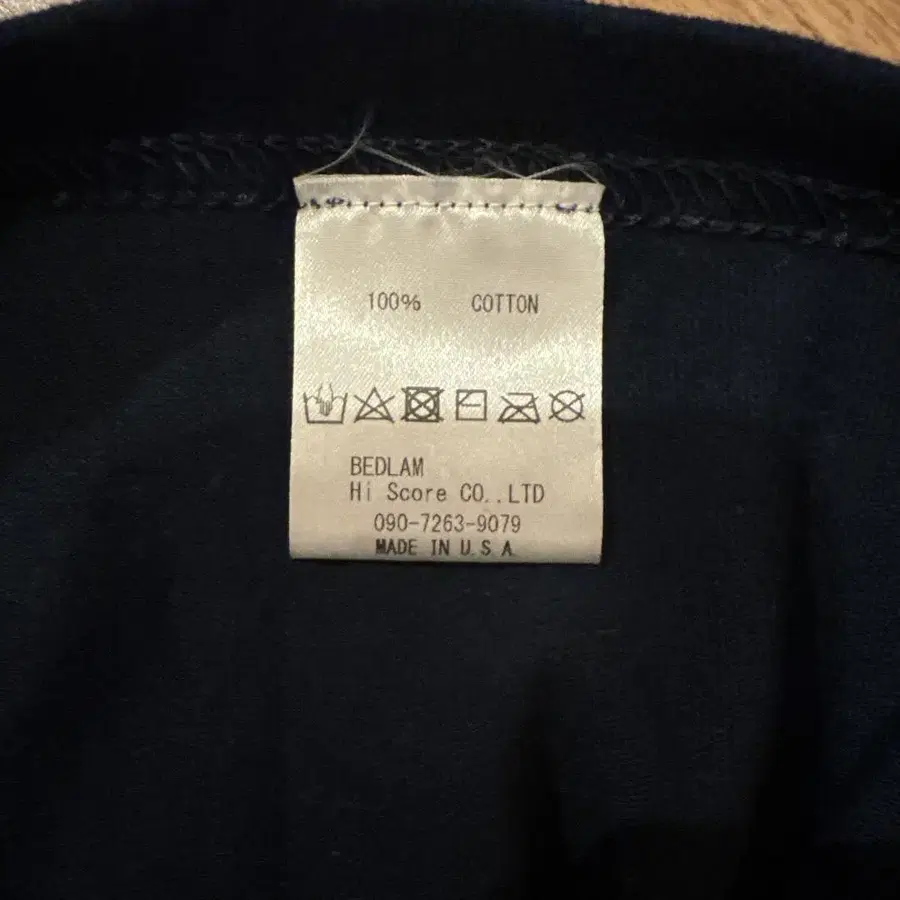 100% COTTON
BEDLAM
Hi Score CO.,LTD
090-7263-9079
MADE IN U.S.A